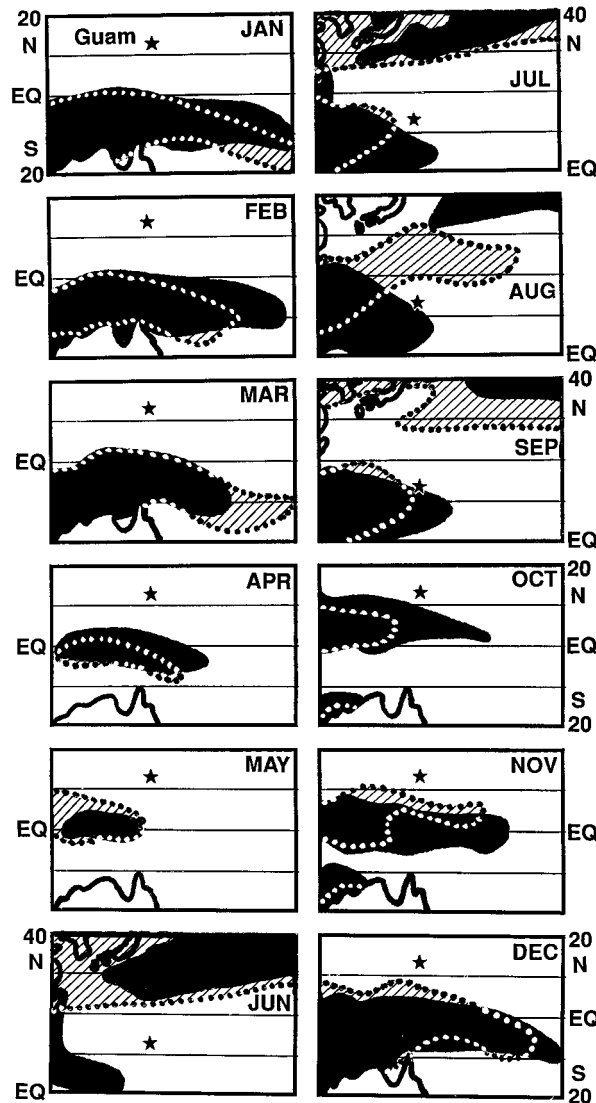 20
N
Guam
JAN
EQ
S
20
FEB
EQ
MAR
EQ
APR
EQ
MAY
EQ
40
N
JUN
EQ
40
N
JUL
EQ
AUG
EQ
40
N
SEP
EQ
OCT
20
N
EQ
S
20
NOV
EQ
DEC
20
N
EQ
S
20